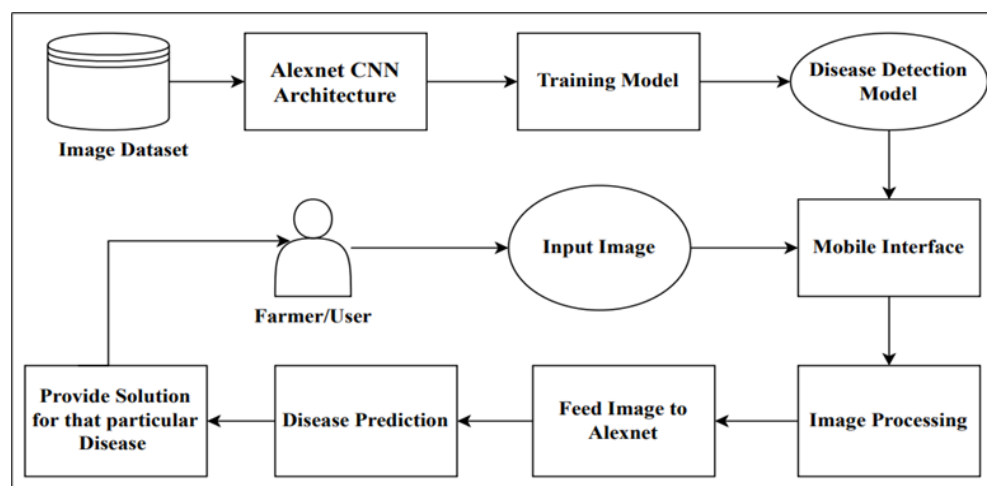 Alexnet CNN
Architecture
Training Model
Disease Detection
Model
Image Dataset
Input Image
Mobile Interface
Farmer/User
Provide Solution
for that particular
Disease
Disease Prediction
Feed Image to
Alexnet
Image Processing